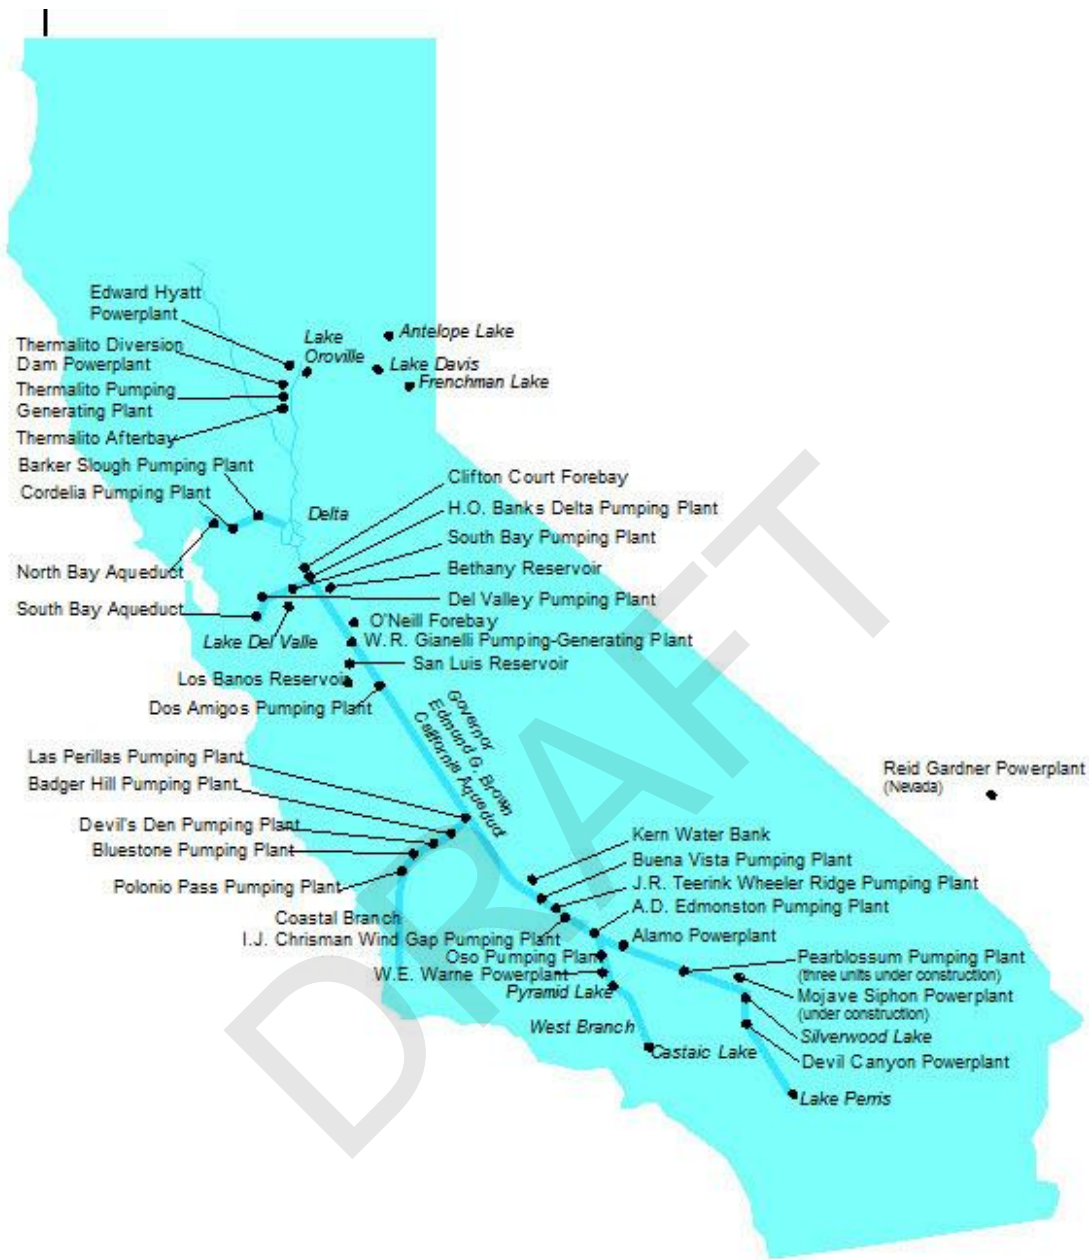 Edward Hyatt
Powerplant
Thermalito Diversion
Dam Powerplant
Thermalito Pumping
Generating Plant
Thermalito Afterbay
Barker Slough Pumping Plant
Cordelia Pumping Plant
North Bay Aqueduct
South Bay Aqueduct
Lake
Oroville
Antelope Lake
Lake Davis
Frenchman Lake
Delta
Clifton Court Forebay
H.O. Banks Delta Pumping Plant
South Bay Pumping Plant
Bethany Reservoir
Del Valley Pumping Plant
Lake Del Valle
O'Neill Forebay
W.R. Gianelli Pumping-Generating Plant
San Luis Reservoir
Los Banos Reservoir
Dos Amigos Pumping Plant
Governor
Edmund G. Brown
California Aqueduct
Las Perillas Pumping Plant
Badger Hill Pumping Plant
Devil's Den Pumping Plant
Bluestone Pumping Plant
Polonio Pass Pumping Plant
Coastal Branch
Reid Gardner Powerplant
(Nevada)
Kern Water Bank
Buena Vista Pumping Plant
J.R. Teerink Wheeler Ridge Pumping Plant
A.D. Edmonston Pumping Plant
I.J. Chrisman Wind Gap Pumping Plant
Alamo Powerplant
Oso Pumping Plant
W.E. Warne Powerplant
Pyramid Lake
West Branch
Castaic Lake
Pearblossum Pumping Plant
(three units under construction)
Mojave Siphon Powerplant
(under construction)
Silverwood Lake
Devil Canyon Powerplant
Lake Perris
DRAFT